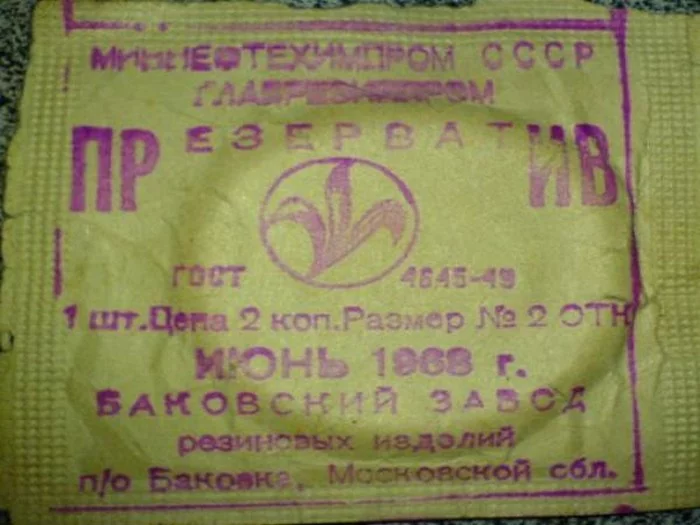 МИННЕФТЕХИМПРОМ СССР
ГЛАВРЕЗИНПРОМ
ПРЕЗЕРВАТИВ
ГОСТ 4645-49
1 шт. Цена 2 коп. Размер № 2 ОТК
ИЮНЬ 1968 г.
БАКОВСКИЙ ЗАВОД
резиновых изделий
п/о Баковка, Московской обл.